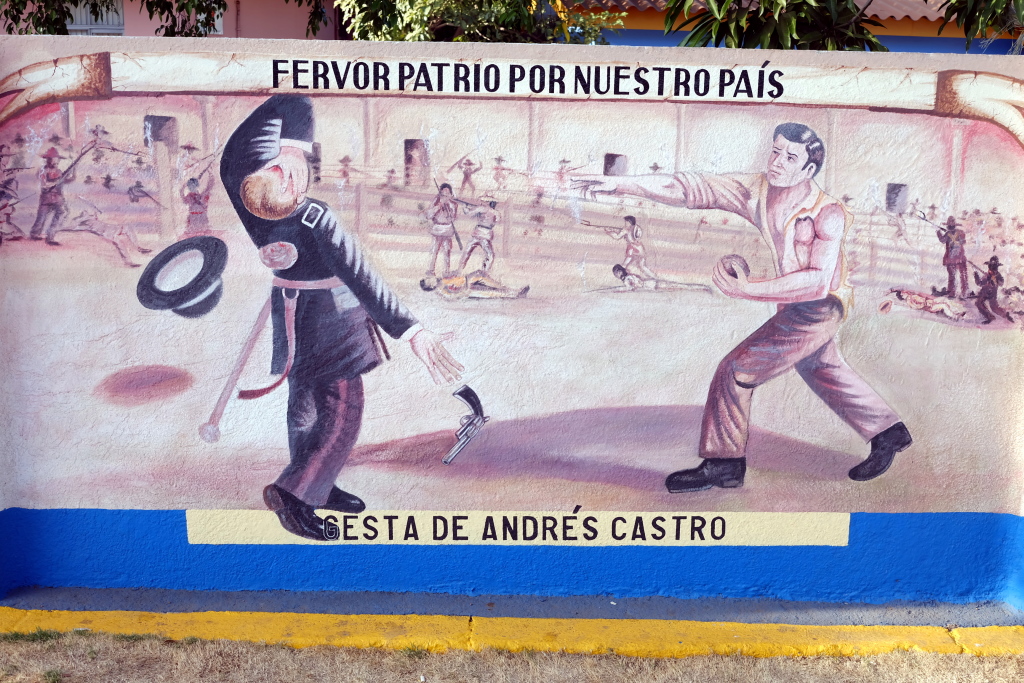 FERVOR PATRIO POR NUESTRO PAÍS
GESTA DE ANDRÉS CASTRO